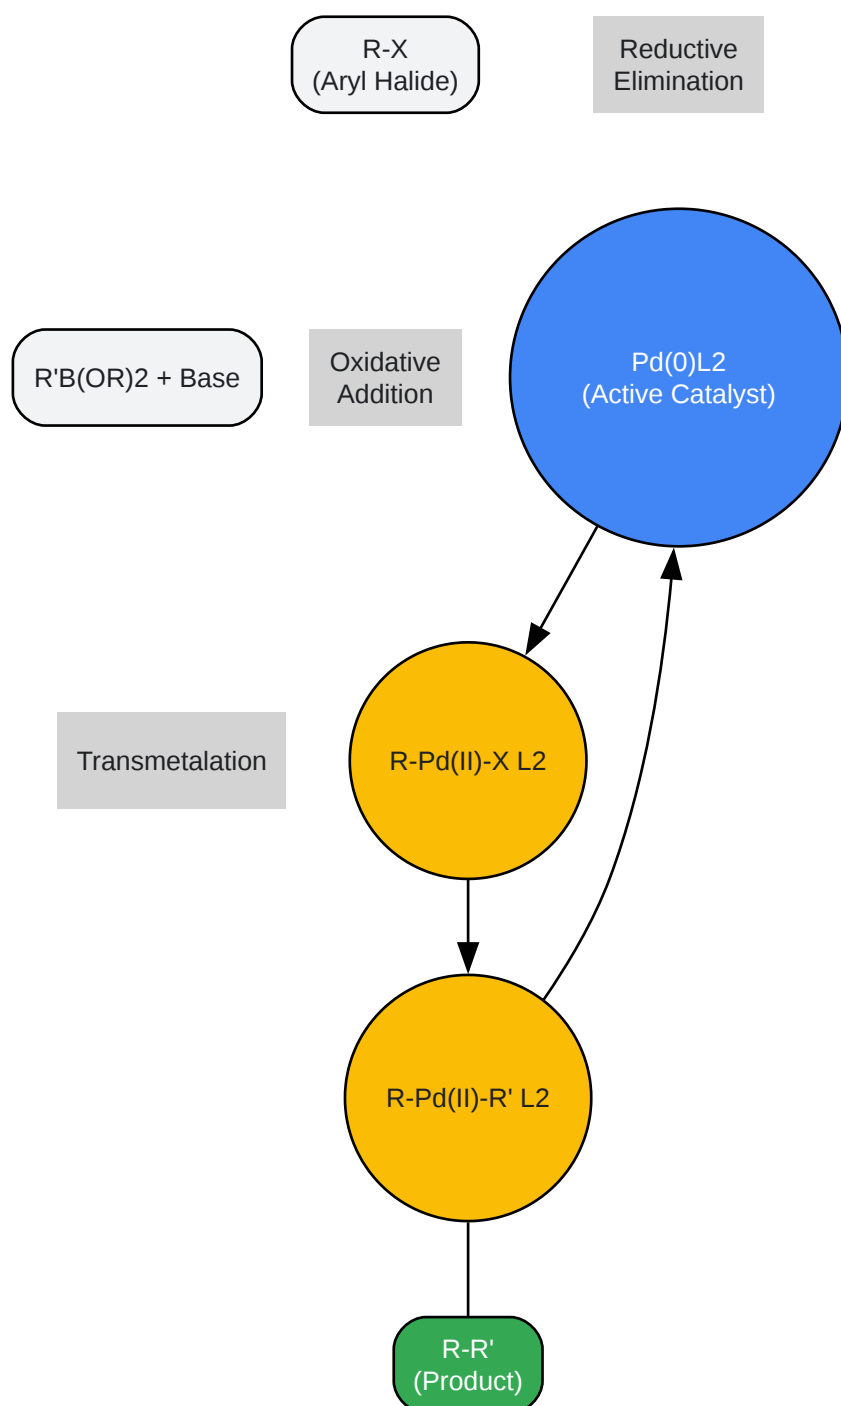 R-X
(Aryl Halide)
Reductive
Elimination
R'B(OR)2 + Base
Oxidative
Addition
Pd(0)L2
(Active Catalyst)
Transmetalation
R-Pd(II)-X L2
R-Pd(II)-R' L2
R-R'
(Product)